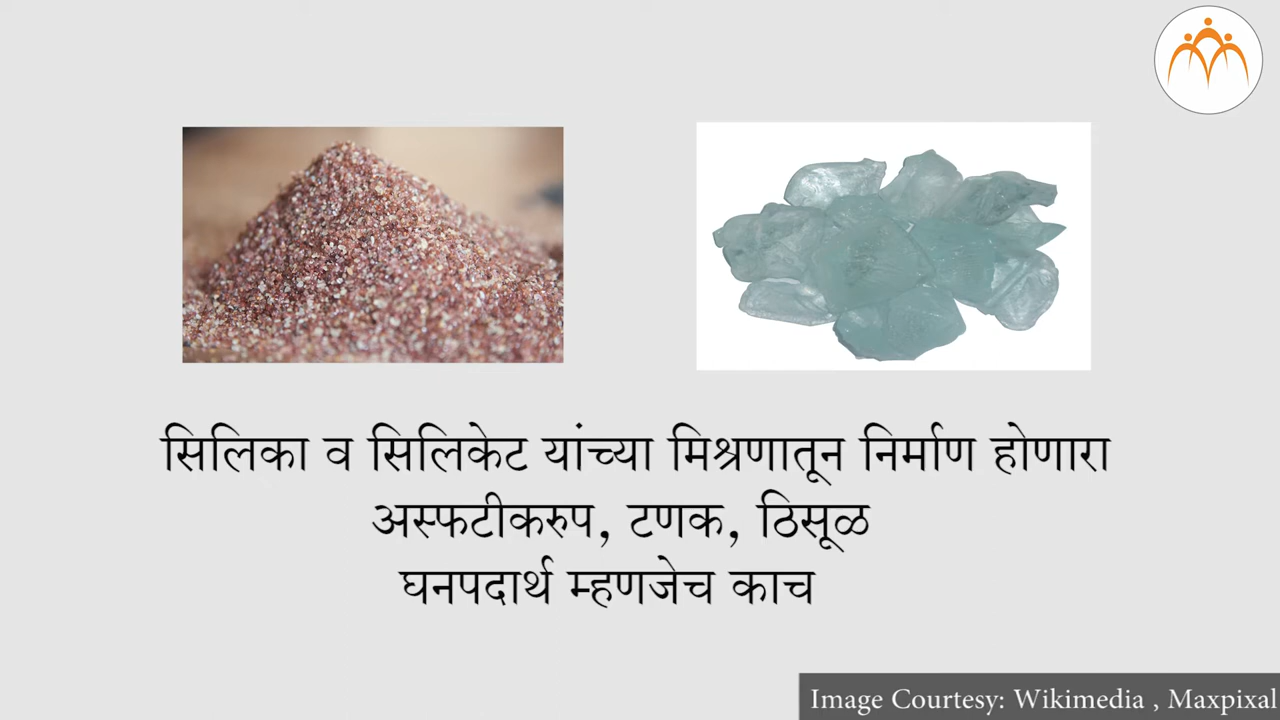 सिलिका व सिलिकेट यांच्या मिश्रणातून निर्माण होणारा
अस्फटीकरुप, टणक, ठिसूळ
घनपदार्थ म्हणजेच काच
Image Courtesy: Wikimedia , Maxpixal